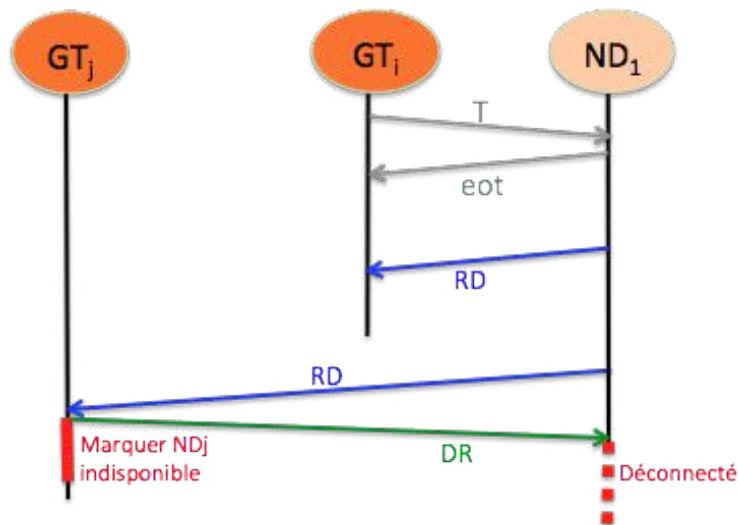 GTj
GTi
ND1
T
eot
RD
RD
DR
Marquer NDj
indisponible
Déconnecté